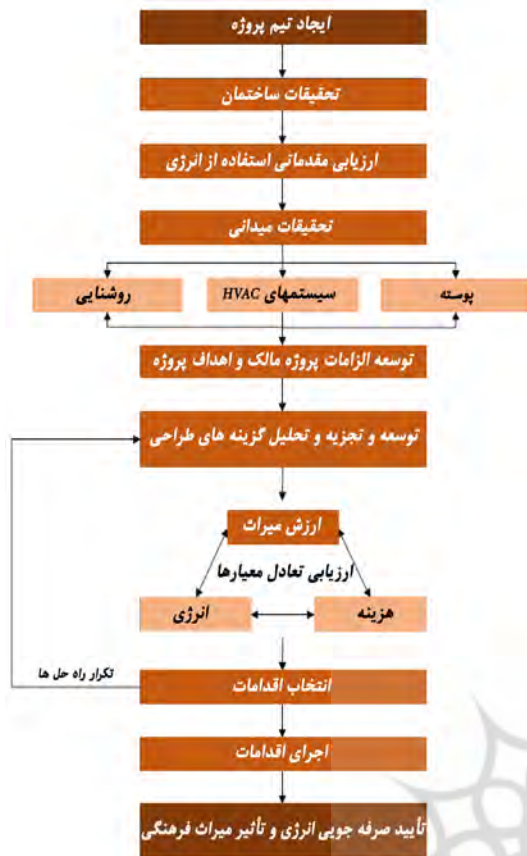 ایجاد تیم پروژه
تحقیقات ساختمان
ارزیابی مقدماتی استفاده از انرژی
تحقیقات میدانی
پوسته
سیستمهای HVAC
روشنایی
توسعه الزامات پروژه مالک و اهداف پروژه
توسعه و تجزیه و تحلیل گزینه های طراحی
ارزش میراث
ارزیابی تعادل معیارها
هزینه
انرژی
تکرار راه حل ها
انتخاب اقدامات
اجرای اقدامات
تأیید صرفه جویی انرژی و تأثیر میراث فرهنگی